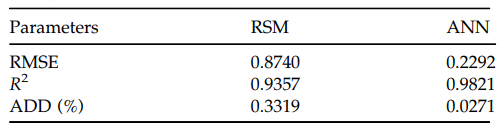 Parameters RSM ANN
RMSE 0.8740 0.2292
R² 0.9357 0.9821
ADD (%) 0.3319 0.0271